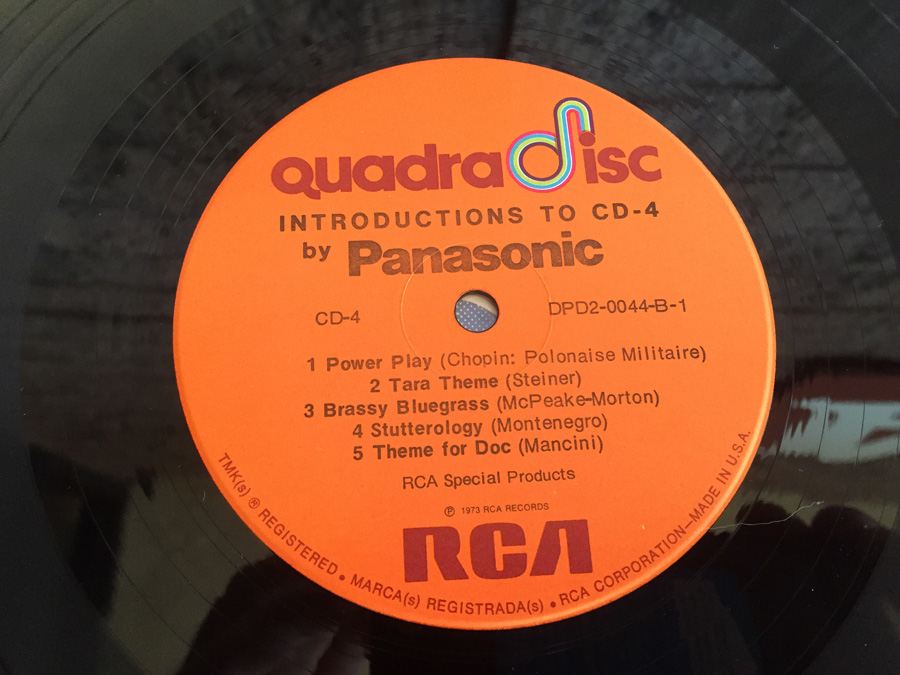 quadradisc
INTRODUCTIONS TO CD-4
by Panasonic
CD-4 DPD2-0044-B-1
1 Power Play (Chopin: Polonaise Militaire)
2 Tara Theme (Steiner)
3 Brassy Bluegrass (McPeake-Morton)
4 Stutterology (Montenegro)
5 Theme for Doc (Mancini)
RCA Special Products
℗ 1973 RCA RECORDS
RCA
TMK(s) ® REGISTERED • MARCA(s) REGISTRADA(s) • RCA CORPORATION—MADE IN U.S.A.